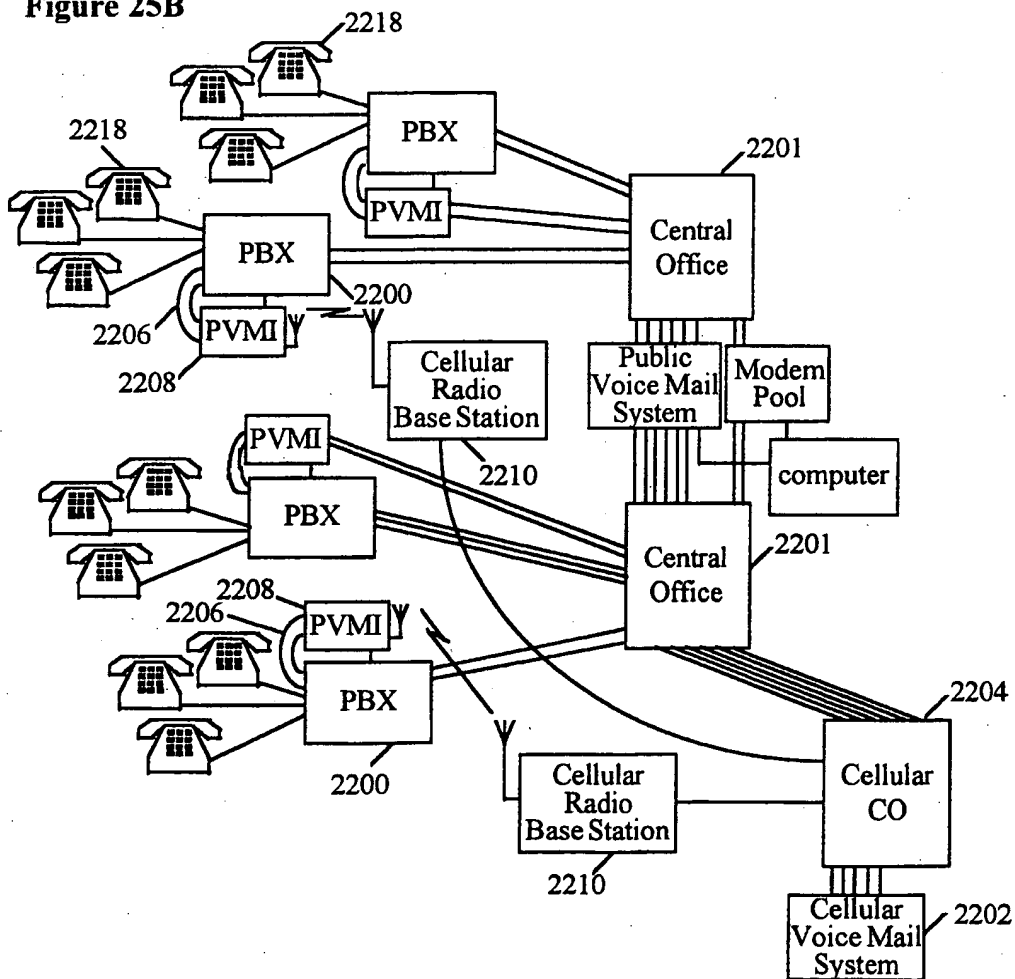 Figure 25B
2218
PBX
2218
2201
PVMI
Central
Office
PBX
2200
2206
PVMI
2208
Cellular
Radio
Base Station
Public
Voice Mail
System
Modem
Pool
PVMI
2210
computer
PBX
Central
Office
2201
2208
2206
PVMI
PBX
2204
2200
Cellular
Radio
Base Station
Cellular
CO
2210
Cellular
Voice Mail
System
2202